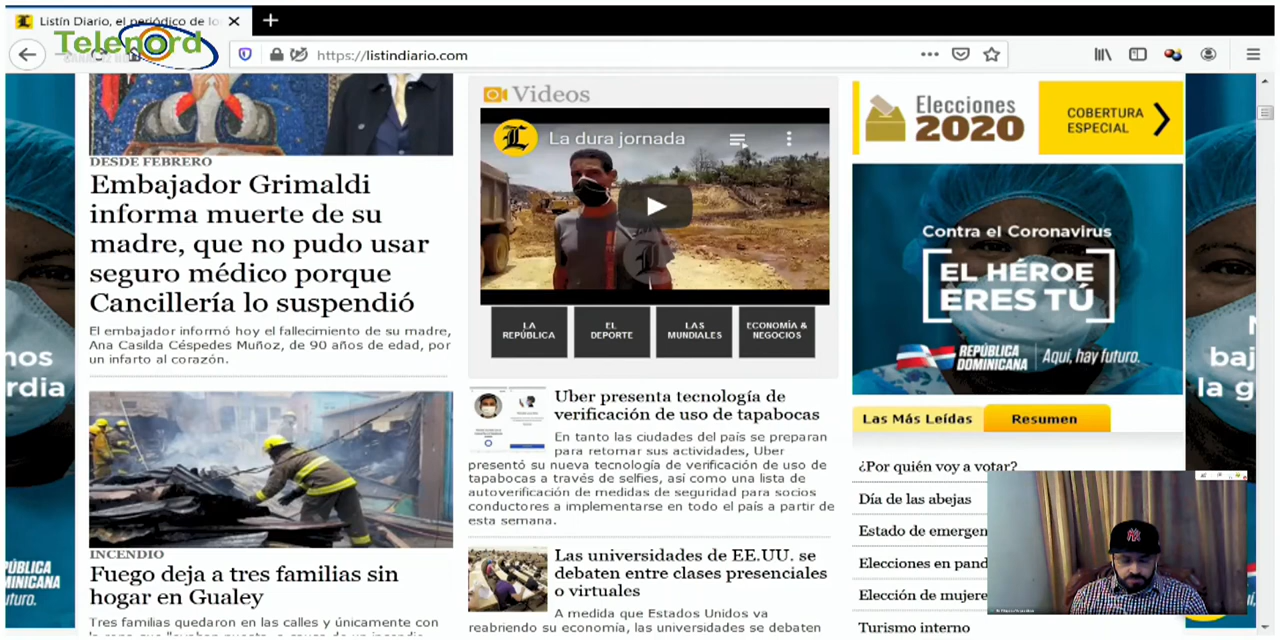 Listín Diario, el periódico de lo
Telenord
https://listindiario.com
DESDE FEBRERO
Embajador Grimaldi
informa muerte de su
madre, que no pudo usar
seguro médico porque
Cancillería lo suspendió
El embajador informó hoy el fallecimiento de su madre,
Ana Casilda Céspedes Muñoz, de 90 años de edad, por
un infarto al corazón.
INCENDIO
Fuego deja a tres familias sin
hogar en Gualey
Tres familias quedaron en las calles y únicamente con
Videos
La dura jornada
LA
REPÚBLICA
EL
DEPORTE
LAS
MUNDIALES
ECONOMÍA &
NEGOCIOS
Uber presenta tecnología de
verificación de uso de tapabocas
En tanto las ciudades del país se preparan
para retomar sus actividades, Uber
presentó su nueva tecnología de verificación de uso de
tapabocas a través de selfies, así como una lista de
autoverificación de medidas de seguridad para socios
conductores a implementarse en todo el país a partir de
esta semana.
Las universidades de EE.UU. se
debaten entre clases presenciales
o virtuales
A medida que Estados Unidos va
reabriendo su economía, las universidades se debaten
Elecciones
2020
COBERTURA
ESPECIAL
Contra el Coronavirus
EL HÉROE
ERES TÚ
REPÚBLICA
DOMINICANA
Aquí, hay futuro.
Las Más Leídas
Resumen
¿Por quién voy a votar?
Día de las abejas
Estado de emergen
Elecciones en pand
Elección de mujere
Turismo interno
nos
rdia
PÚBLICA
MINICANA
uturo.
baj
la g